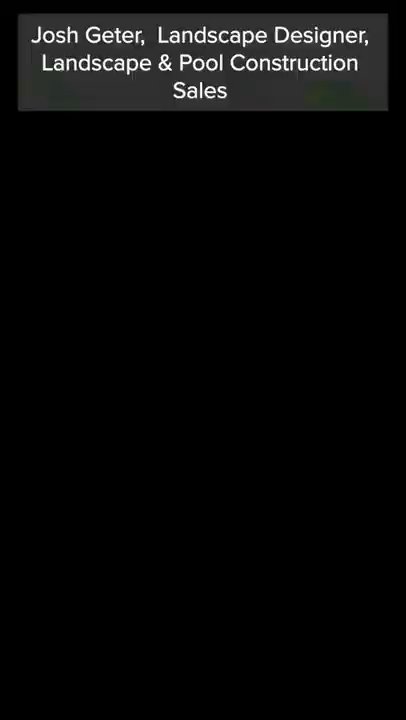 Josh Geter,  Landscape Designer,
Landscape & Pool Construction
Sales